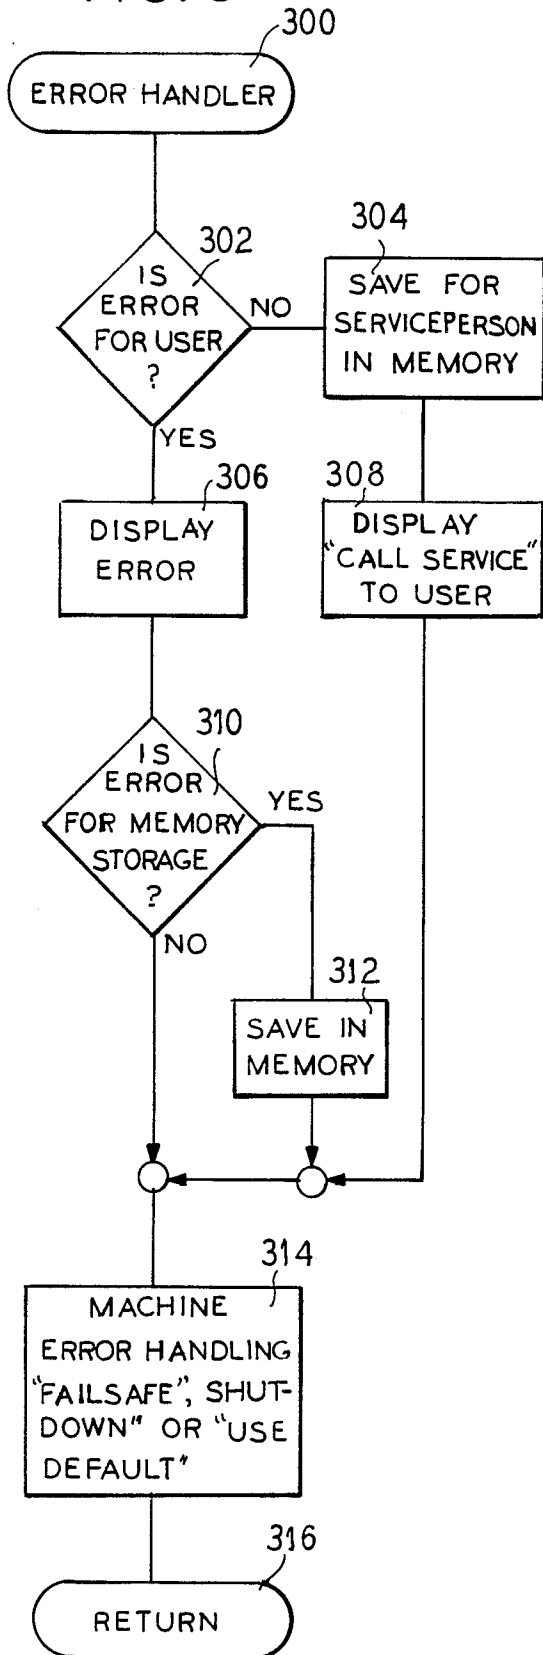 300
ERROR HANDLER
302
IS
ERROR
FOR USER
?
NO
304
SAVE FOR
SERVICEPERSON
IN MEMORY
YES
306
DISPLAY
ERROR
308
DISPLAY
"CALL SERVICE"
TO USER
310
IS
ERROR
FOR MEMORY
STORAGE
?
YES
NO
312
SAVE IN
MEMORY
314
MACHINE
ERROR HANDLING
"FAILSAFE", SHUT-
DOWN" OR "USE
DEFAULT"
316
RETURN